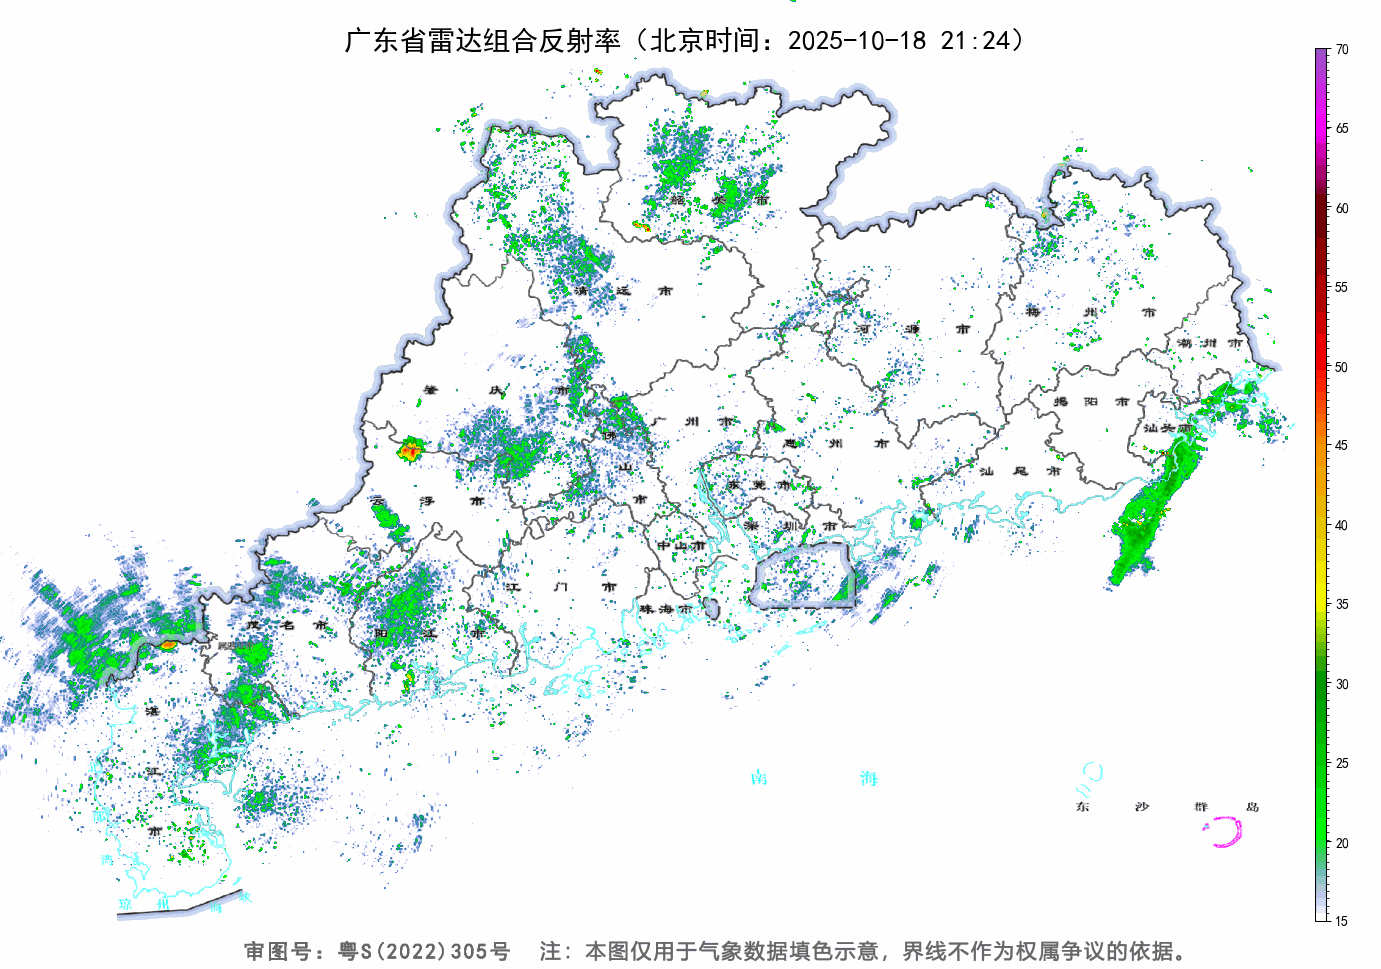 广东省雷达组合反射率（北京时间：2025-10-18 21:24）
70
65
60
55
50
45
40
35
30
25
20
15
韶关市
清远市
河源市
梅州市
潮州市
肇庆市
广州市
惠州市
揭阳市
汕头市
佛山市
东莞市
汕尾市
云浮市
深圳市
中山市
江门市
珠海市
茂名市
阳江市
湛江市
南海
东沙群岛
湾
琼州海峡
审图号：粤S(2022)305号 注：本图仅用于气象数据填色示意，界线不作为权属争议的依据。